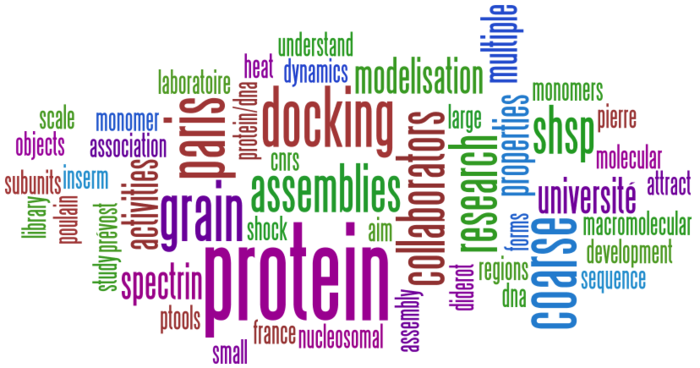 multiple
understand
heat
dynamics
modelisation
laboratoire
monomers
scale
monomer
paris
protein/dna
docking
collaborators
large
properties
shsp
pierre
objects
association
cnrs
research
molecular
subunits
inserm
activities
assemblies
université
attract
library
poulain
grain
shock
aim
forms
coarse
macromolecular
study
prévost
development
spectrin
protein
regions
sequence
diderot
dna
ptools
france
nucleosomal
assembly
small